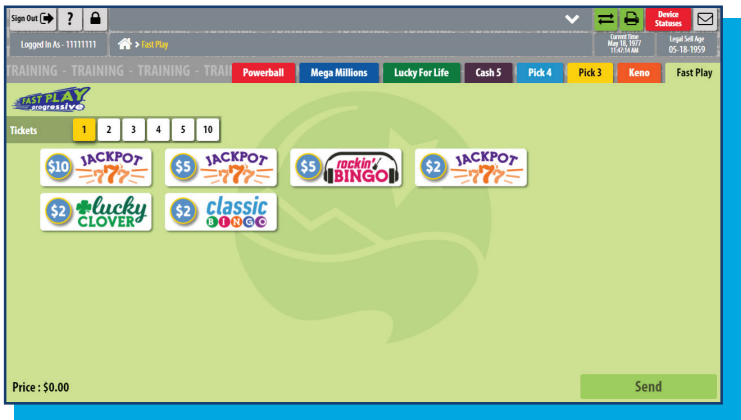 Sign Out ?
Device Statuses
Logged In As - 11111111 > Fast Play
Current Time
May 18, 1977
11:47:14 AM
Legal Sell Age
05-18-1959
TRAINING - TRAINING - TRAINING - TRAI
Powerball Mega Millions Lucky For Life Cash 5 Pick 4 Pick 3 Keno Fast Play
FAST PLAY
progressive
Tickets 1 2 3 4 5 10
$10 JACKPOT 777 $5 JACKPOT 777 $5 rockin' BINGO $2 JACKPOT 777
$2 lucky CLOVER $2 classic BINGO
Price : $0.00 Send